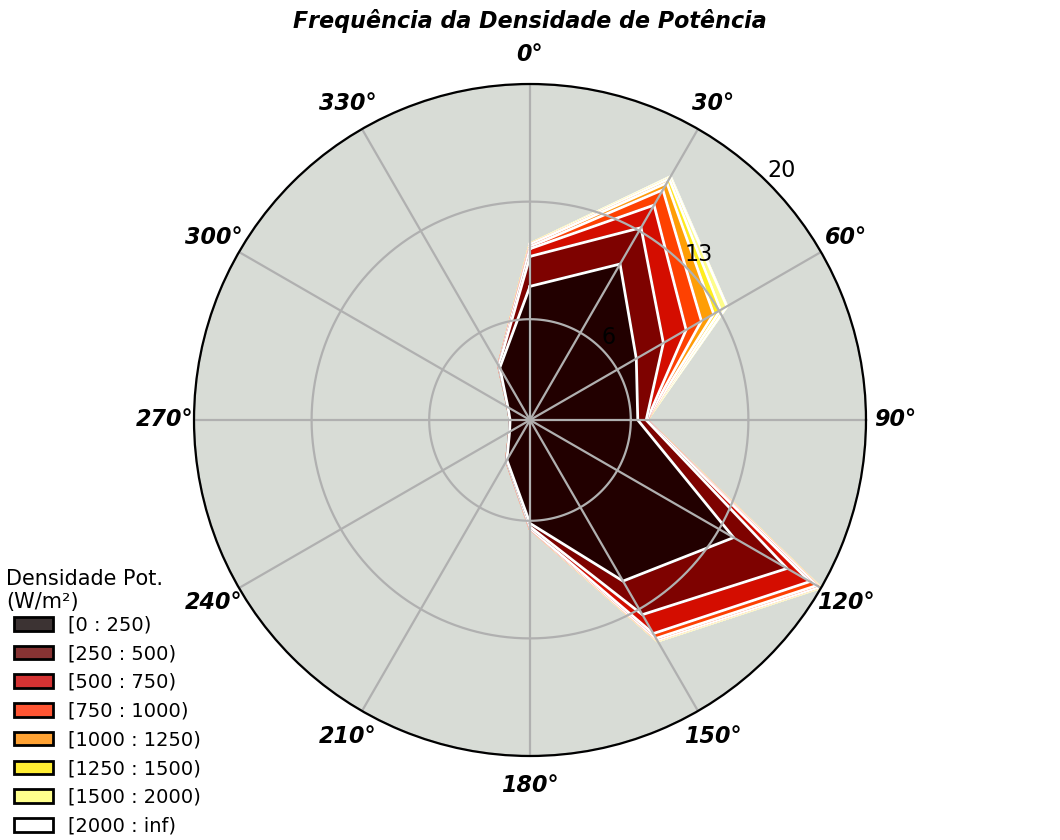 Frequência da Densidade de Potência
0°
330°
30°
20
300°
60°
13
6
270°
90°
240°
120°
210°
150°
180°
Densidade Pot.
(W/m²)
[0 : 250)
[250 : 500)
[500 : 750)
[750 : 1000)
[1000 : 1250)
[1250 : 1500)
[1500 : 2000)
[2000 : inf)